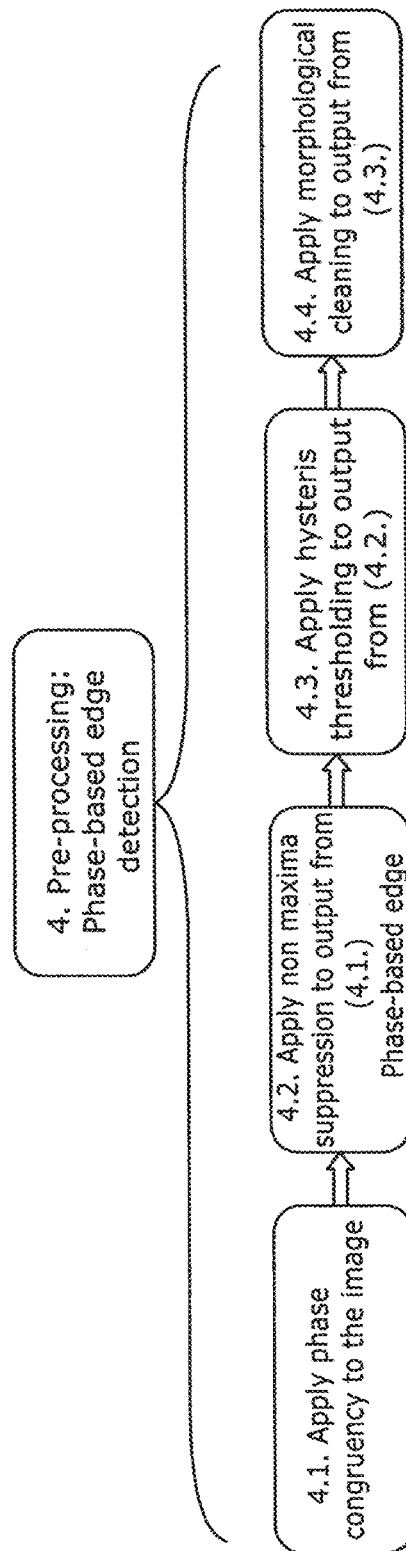 4. Pre-processing:
Phase-based edge
detection
4.1. Apply phase
congruency to the image
4.2. Apply non maxima
suppression to output from
(4.1.)
Phase-based edge
4.3. Apply hysteris
thresholding to output
from (4.2.)
4.4. Apply morphological
cleaning to output from
(4.3.)